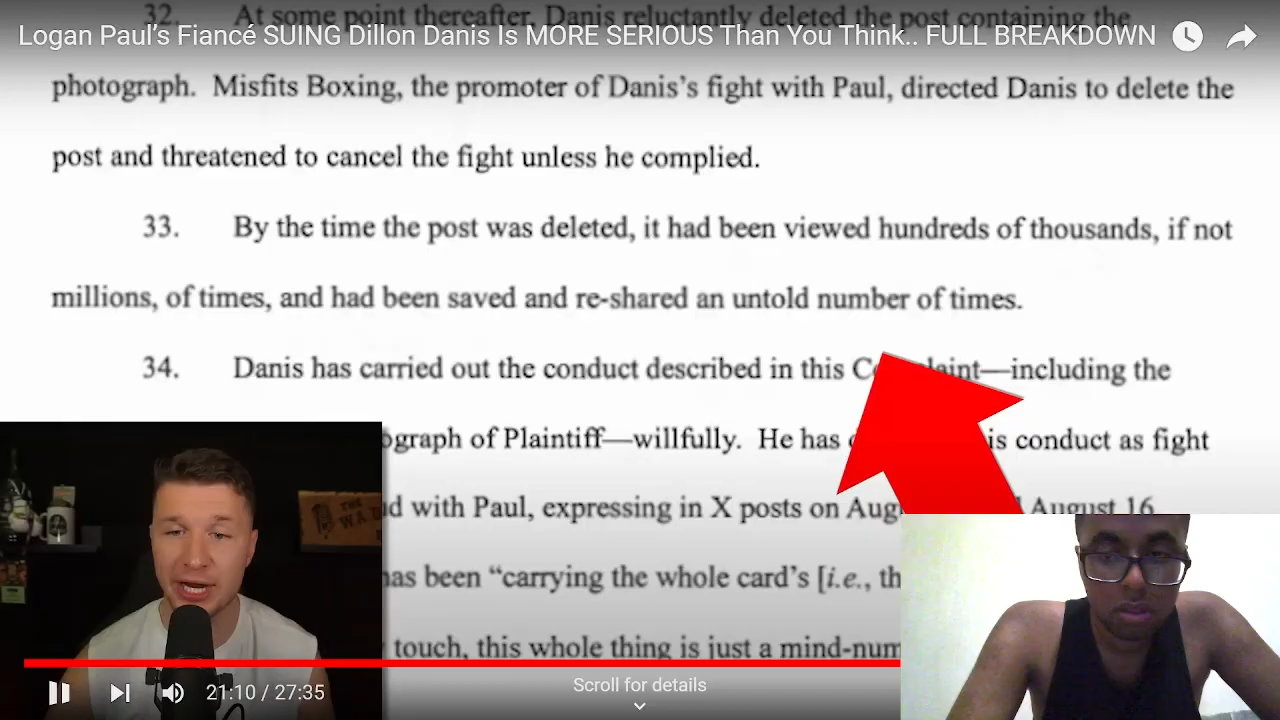 32. At some point thereafter, Danis reluctantly deleted the post containing the
Logan Paul's Fiancé SUING Dillon Danis Is MORE SERIOUS Than You Think.. FULL BREAKDOWN
photograph. Misfits Boxing, the promoter of Danis's fight with Paul, directed Danis to delete the
post and threatened to cancel the fight unless he complied.
33. By the time the post was deleted, it had been viewed hundreds of thousands, if not
millions, of times, and had been saved and re-shared an untold number of times.
34. Danis has carried out the conduct described in this Complaint—including the
ograph of Plaintiff—willfully. He has is conduct as fight
with Paul, expressing in X posts on Aug August 16
has been “carrying the whole card's [i.e., th
touch, this whole thing is just a mind-num
THE
WA
21:10 / 27:35
Scroll for details